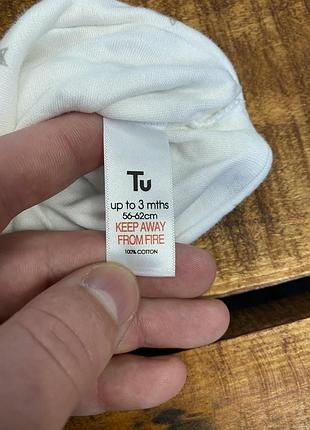 Tu
up to 3 mths
56-62cm
KEEP AWAY
FROM FIRE
100% COTTON